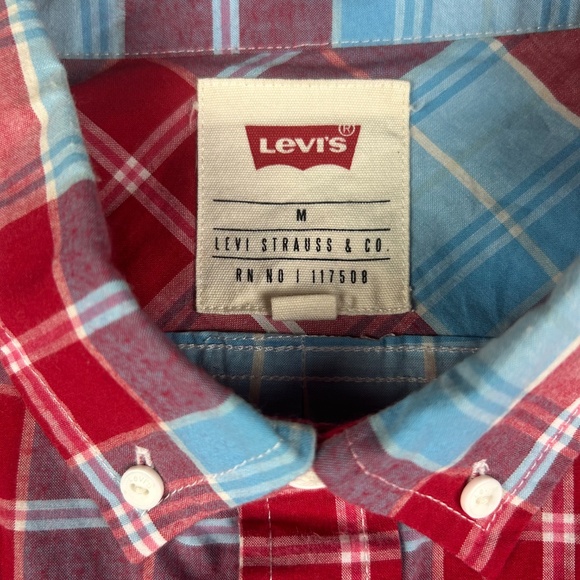 LEVI'S ®
M
LEVI STRAUSS & CO.
RN NO | 117508